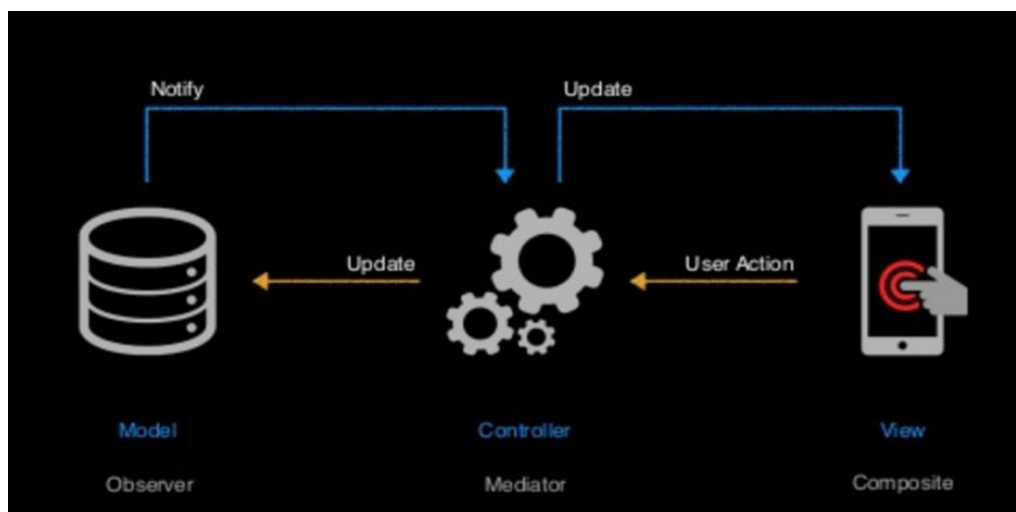 Notify
Update
Update
User Action
Model
Controller
View
Observer
Mediator
Composite